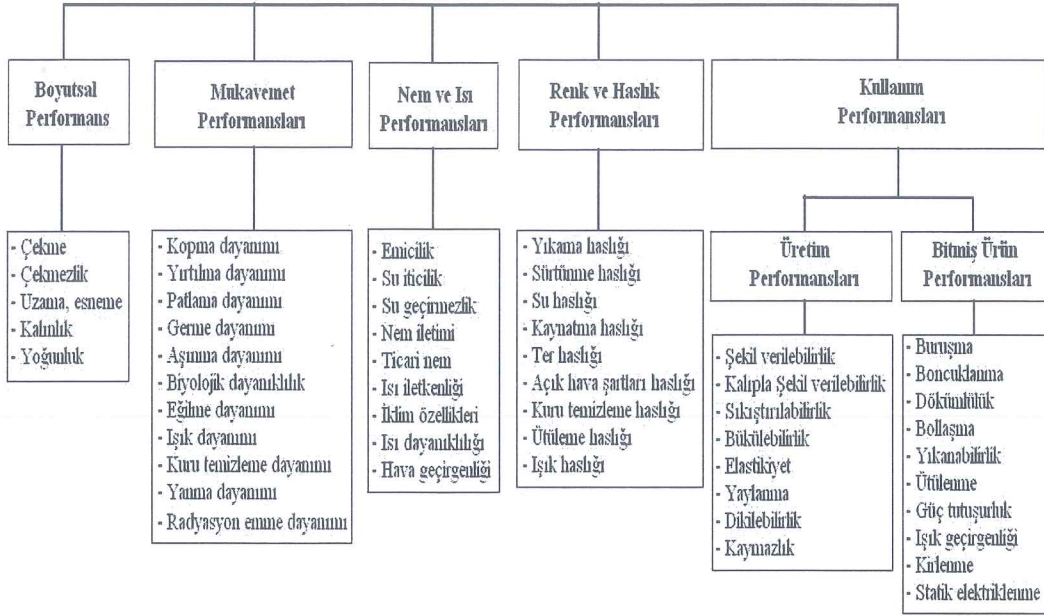 Boyutsal
Performans
Mukavemet
Performansları
Nem ve Isı
Performansları
Renk ve Haslık
Performansları
Kullanım
Performansları
- Çekme
- Çekmezlik
- Uzama, esneme
- Kalınlık
- Yoğunluk
- Kopma dayanımı
- Yırtılma dayanımı
- Patlama dayanımı
- Germe dayanımı
- Aşınma dayanımı
- Biyolojik dayanıklılık
- Eğilme dayanımı
- Işık dayanımı
- Kuru temizleme dayanımı
- Yanma dayanımı
- Radyasyon emme dayanımı
- Emicilik
- Su iticilik
- Su geçirmezlik
- Nem iletimi
- Ticari nem
- Isı iletkenliği
- İklim özellikleri
- Isı dayanıklılığı
- Hava geçirgenliği
- Yıkama haslığı
- Sürtünme haslığı
- Su haslığı
- Kaynatma haslığı
- Ter haslığı
- Açık hava şartları haslığı
- Kuru temizleme haslığı
- Ütüleme haslığı
- Işık haslığı
Üretim
Performansları
- Şekil verilebilirlik
- Kalıpla Şekil verilebilirlik
- Sıkıştırılabilirlik
- Bükülebilirlik
- Elastikiyet
- Yaylanma
- Dikilebilirlik
- Kaymazlık
Bitmiş Ürün
Performansları
- Buruşma
- Boncuklanma
- Dökümlülük
- Bollaşma
- Yıkanabilirlik
- Ütülenme
- Güç tutuşurluk
- Işık geçirgenliği
- Kirlenme
- Statik elektriklenme